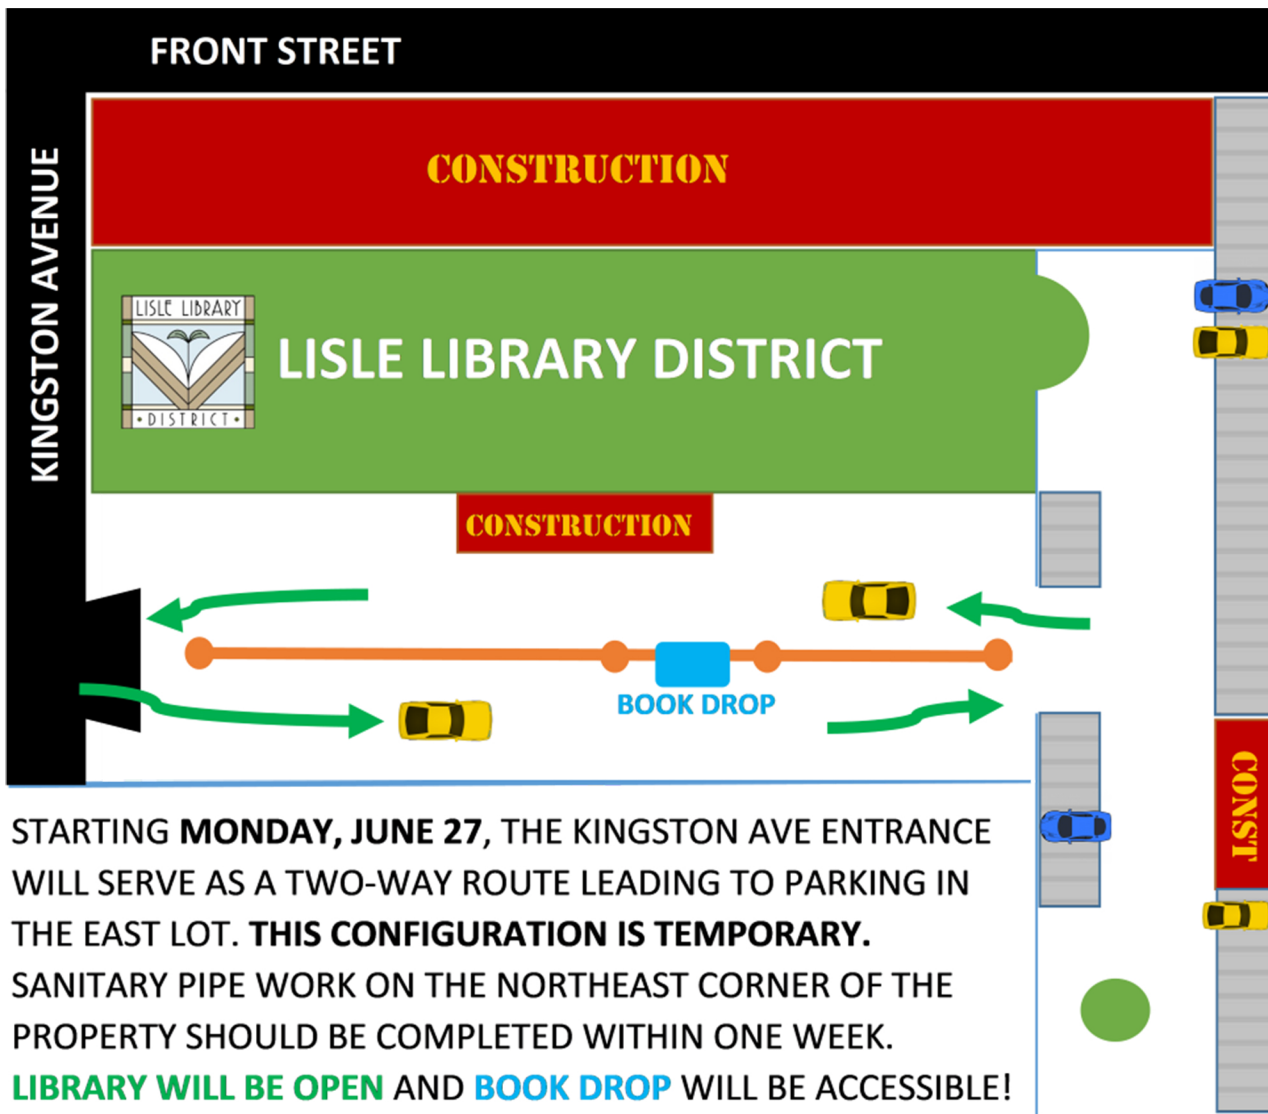 FRONT STREET
KINGSTON AVENUE
CONSTRUCTION
LISLE LIBRARY
• DISTRICT •
LISLE LIBRARY DISTRICT
CONSTRUCTION
BOOK DROP
CONST
STARTING MONDAY, JUNE 27, THE KINGSTON AVE ENTRANCE
WILL SERVE AS A TWO-WAY ROUTE LEADING TO PARKING IN
THE EAST LOT. THIS CONFIGURATION IS TEMPORARY.
SANITARY PIPE WORK ON THE NORTHEAST CORNER OF THE
PROPERTY SHOULD BE COMPLETED WITHIN ONE WEEK.
LIBRARY WILL BE OPEN AND BOOK DROP WILL BE ACCESSIBLE!